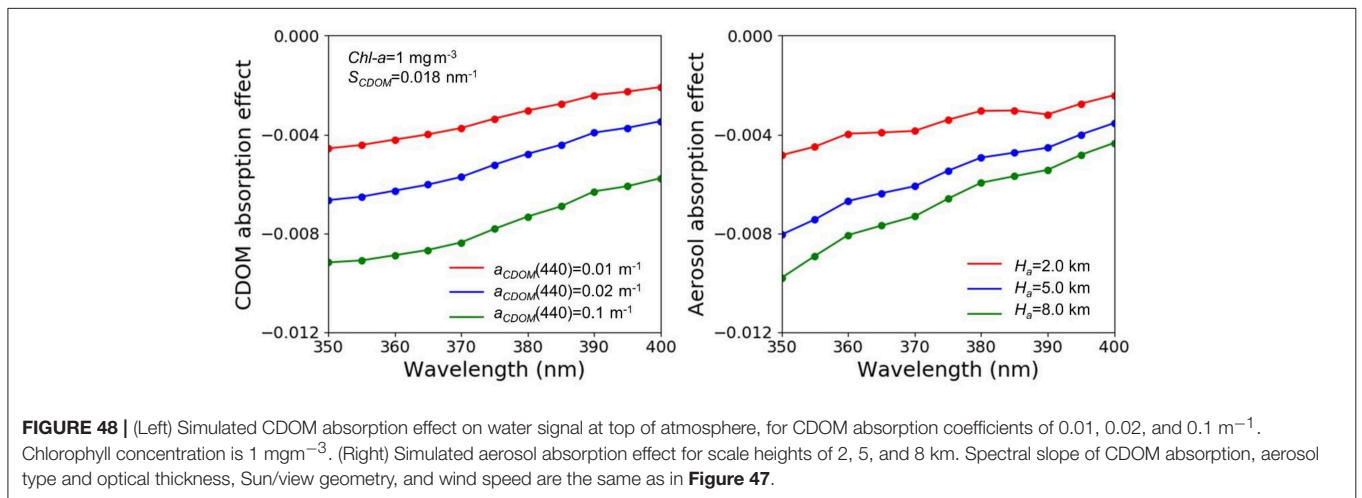 CDOM absorption effect
0.000
−0.004
−0.008
−0.012
Chl-a=1 mgm-3
SCDOM=0.018 nm-1
aCDOM(440)=0.01 m-1
aCDOM(440)=0.02 m-1
aCDOM(440)=0.1 m-1
350 360 370 380 390 400
Wavelength (nm)
Aerosol absorption effect
0.000
−0.004
−0.008
−0.012
Ha=2.0 km
Ha=5.0 km
Ha=8.0 km
350 360 370 380 390 400
Wavelength (nm)
FIGURE 48 | (Left) Simulated CDOM absorption effect on water signal at top of atmosphere, for CDOM absorption coefficients of 0.01, 0.02, and 0.1 m−1.
Chlorophyll concentration is 1 mgm−3. (Right) Simulated aerosol absorption effect for scale heights of 2, 5, and 8 km. Spectral slope of CDOM absorption, aerosol
type and optical thickness, Sun/view geometry, and wind speed are the same as in Figure 47.